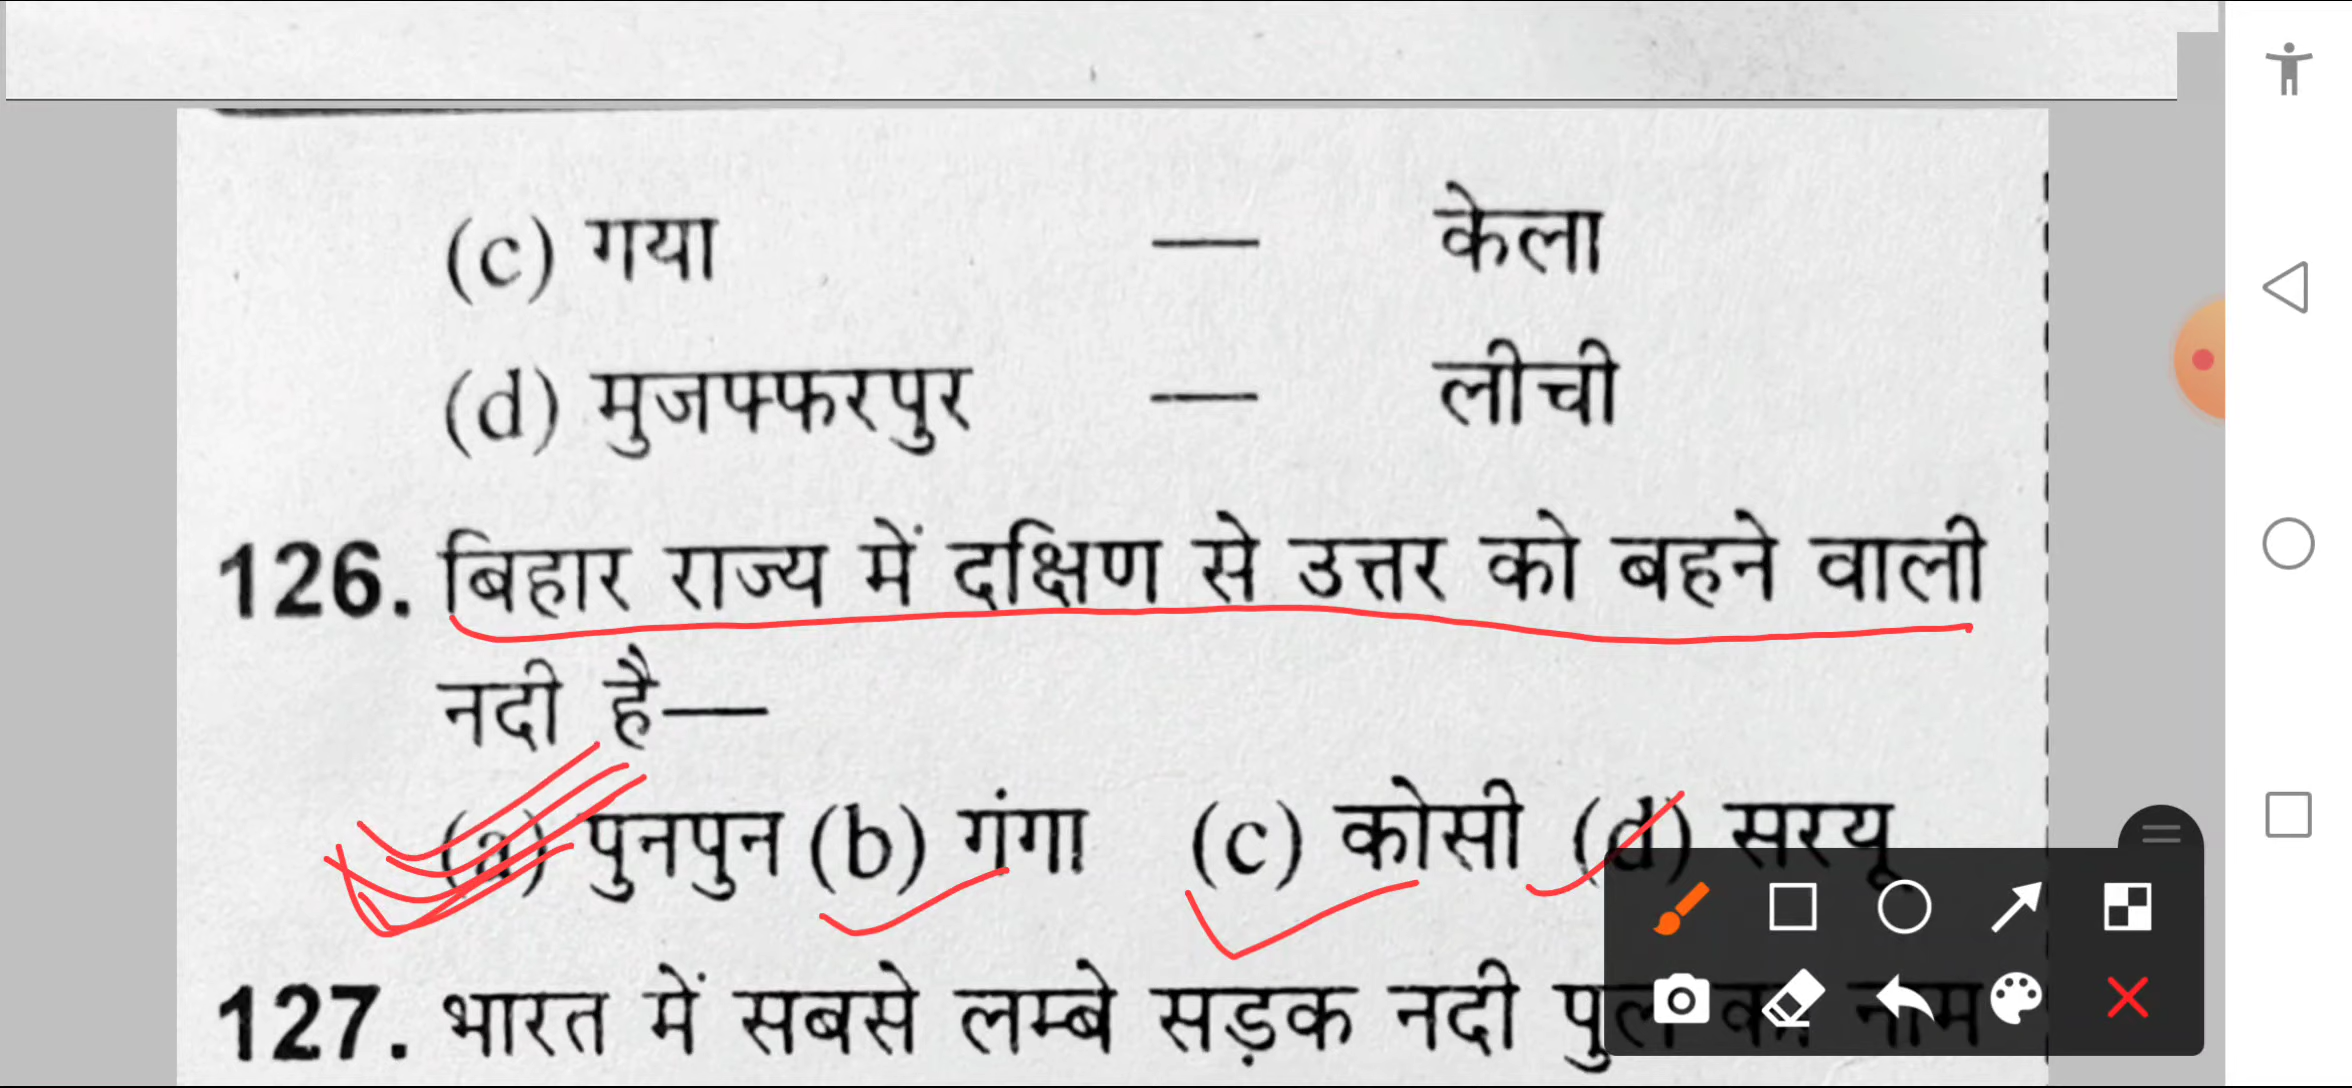 (c) गया — केला
(d) मुजफ्फरपुर — लीची
126. बिहार राज्य में दक्षिण से उत्तर को बहने वाली
नदी है—
(a) पुनपुन (b) गंगा (c) कोसी (d) सरयू
127. भारत में सबसे लम्बे सड़क नदी पुल का नाम